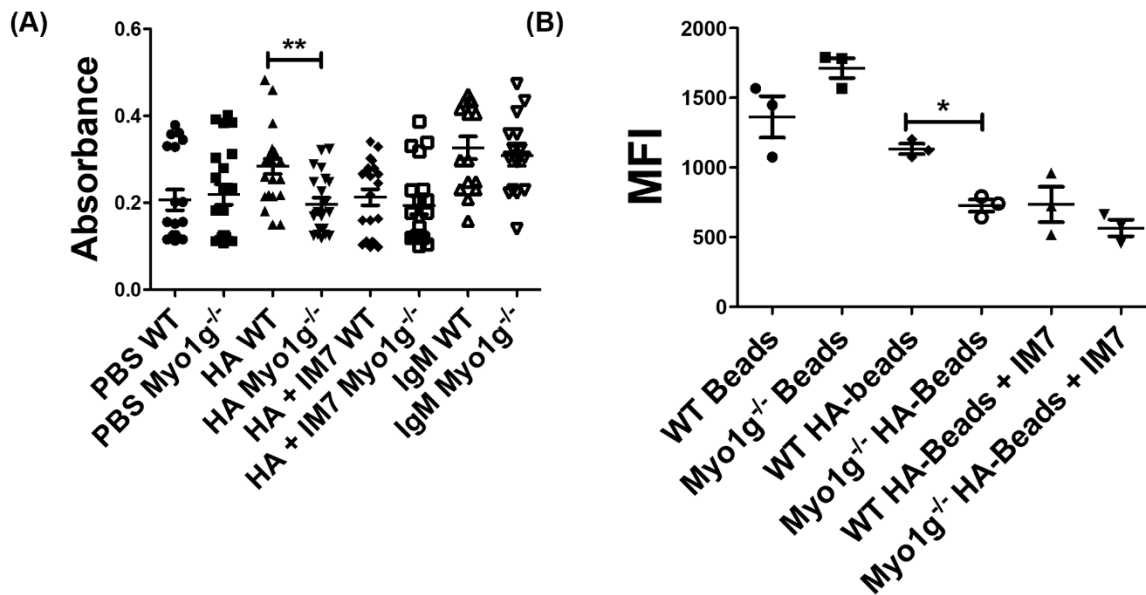 (A)
Absorbance
0.6
0.4
0.2
0.0
**
PBS WT
PBS Myo1g⁻/⁻
HA WT
HA Myo1g⁻/⁻
HA + IM7 WT
HA + IM7 Myo1g⁻/⁻
IgM WT
IgM Myo1g⁻/⁻
(B)
MFI
2000
1500
1000
500
0
*
WT Beads
Myo1g⁻/⁻ Beads
WT HA-beads
Myo1g⁻/⁻ HA-Beads
WT HA-Beads + IM7
Myo1g⁻/⁻ HA-Beads + IM7